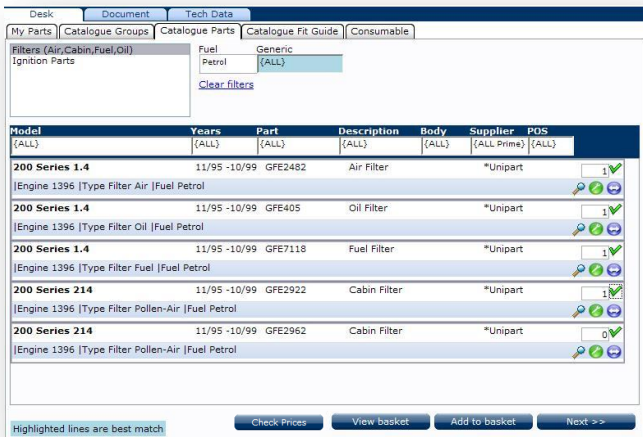 Desk Document Tech Data
My Parts Catalogue Groups Catalogue Parts Catalogue Fit Guide Consumable
Filters (Air,Cabin,Fuel,Oil) Fuel Generic
Ignition Parts Petrol {ALL}
Clear filters
Model Years Part Description Body Supplier POS
{ALL} {ALL} {ALL} {ALL} {ALL} {ALL Prime} {ALL}
200 Series 1.4 11/95 -10/99 GFE2482 Air Filter *Unipart 1
|Engine 1396 |Type Filter Air |Fuel Petrol
200 Series 1.4 11/95 -10/99 GFE405 Oil Filter *Unipart 1
|Engine 1396 |Type Filter Oil |Fuel Petrol
200 Series 1.4 11/95 -10/99 GFE7118 Fuel Filter *Unipart 1
|Engine 1396 |Type Filter Fuel |Fuel Petrol
200 Series 214 11/95 -10/99 GFE2922 Cabin Filter *Unipart 1
|Engine 1396 |Type Filter Pollen-Air |Fuel Petrol
200 Series 214 11/95 -10/99 GFE2962 Cabin Filter *Unipart 0
|Engine 1396 |Type Filter Pollen-Air |Fuel Petrol
Highlighted lines are best match Check Prices View basket Add to basket Next >>